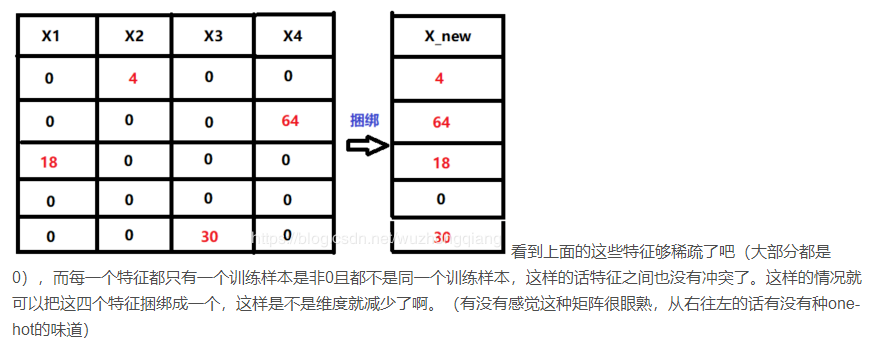 X1 X2 X3 X4 X_new
0 4 0 0 4
0 0 0 64 64
捆绑
18 0 0 0 18
0 0 0 0 0
0 0 30 0 30
https://blog.csdn.net/wuzhongqiang
看到上面的这些特征够稀疏了吧（大部分都是
0），而每一个特征都只有一个训练样本是非0且都不是同一个训练样本，这样的话特征之间也没有冲突了。这样的情况就
可以把这四个特征捆绑成一个，这样是不是维度就减少了啊。（有没有感觉这种矩阵很眼熟，从右往左的话有没有种one-
hot的味道）